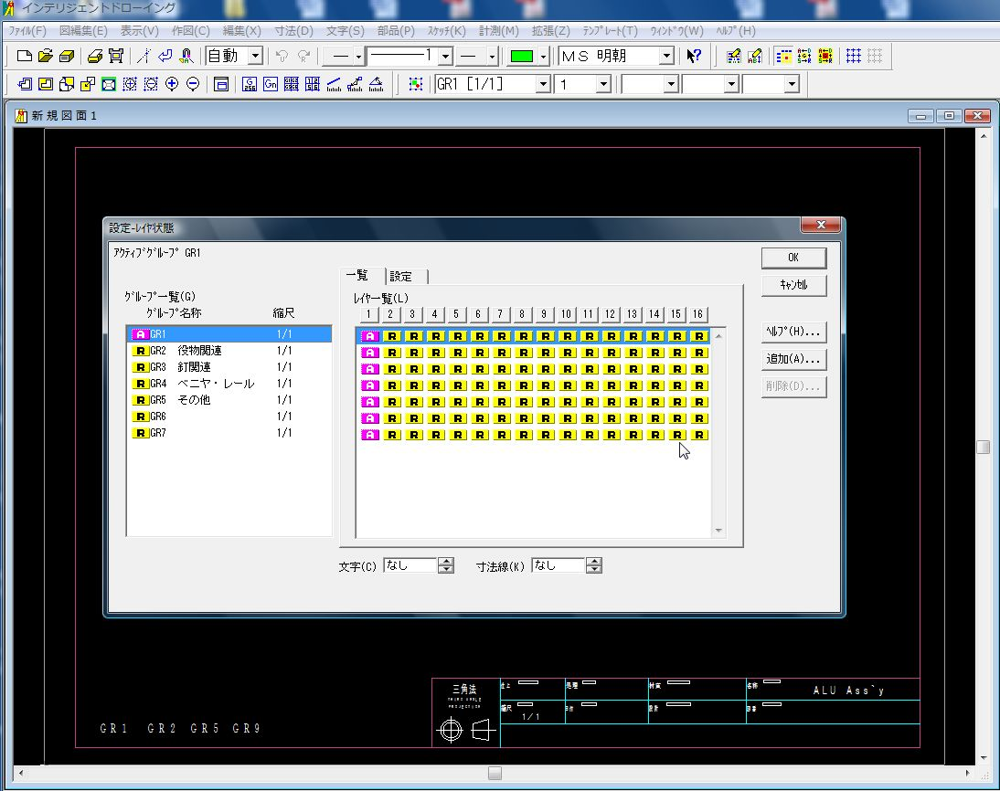 インテリジェントドローイング
ﾌｧｲﾙ(F) 図編集(E) 表示(V) 作図(C) 編集(X) 寸法(D) 文字(S) 部品(P) ｽｹｯﾁ(K) 計測(M) 拡張(Z) ﾃﾝﾌﾟﾚｰﾄ(T) ｳｨﾝﾄﾞｳ(W) ﾍﾙﾌﾟ(H)
自動 1 ＭＳ 明朝
GR1 [1/1] 1
新規図面1
設定-ﾚｲﾔ状態
ｱｸﾃｨﾌﾞｸﾞﾙｰﾌﾟ GR1
OK
ｷｬﾝｾﾙ
ﾍﾙﾌﾟ(H)...
追加(A)...
削除(D)...
一覧 設定
ｸﾞﾙｰﾌﾟ一覧(G)
ｸﾞﾙｰﾌﾟ名称 縮尺
A GR1 1/1
R GR2 役物関連 1/1
R GR3 釘関連 1/1
R GR4 ベニヤ・レール 1/1
R GR5 その他 1/1
R GR6 1/1
R GR7 1/1
ﾚｲﾔ一覧(L)
1 2 3 4 5 6 7 8 9 10 11 12 13 14 15 16
A R R R R R R R R R R R R R R R
A R R R R R R R R R R R R R R R
A R R R R R R R R R R R R R R R
A R R R R R R R R R R R R R R R
A R R R R R R R R R R R R R R R
A R R R R R R R R R R R R R R R
A R R R R R R R R R R R R R R R
文字(C) なし 寸法線(K) なし
三角法
THIRD ANGLE
PROJECTION
仕上 処理 材質 名称 ALU Ass`y
縮尺 1/1
GR1 GR2 GR5 GR9